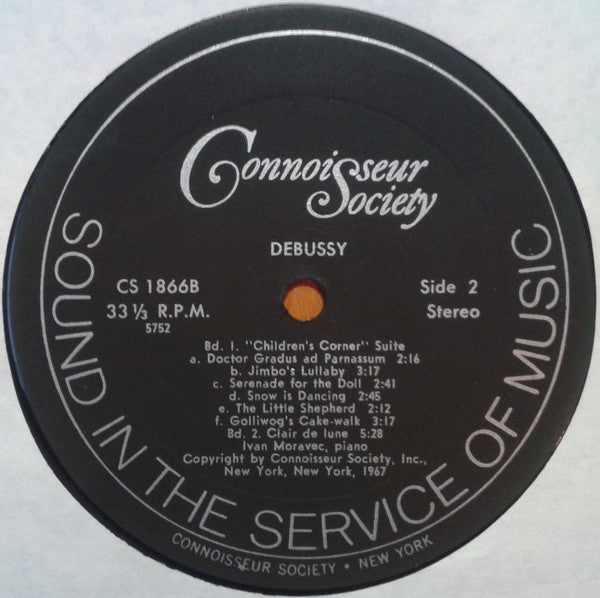 Connoisseur
Society
DEBUSSY
CS 1866B
33 ⅓ R.P.M.
5752
Side 2
Stereo
Bd. 1. "Children's Corner" Suite
a. Doctor Gradus ad Parnassum 2:16
b. Jimbo's Lullaby 3:17
c. Serenade for the Doll 2:41
d. Snow is Dancing 2:45
e. The Little Shepherd 2:12
f. Golliwog's Cake-walk 3:17
Bd. 2. Clair de lune 5:28
Ivan Moravec, piano
Copyright by Connoisseur Society, Inc.,
New York, New York, 1967
SOUND IN THE SERVICE OF MUSIC
CONNOISSEUR SOCIETY • NEW YORK